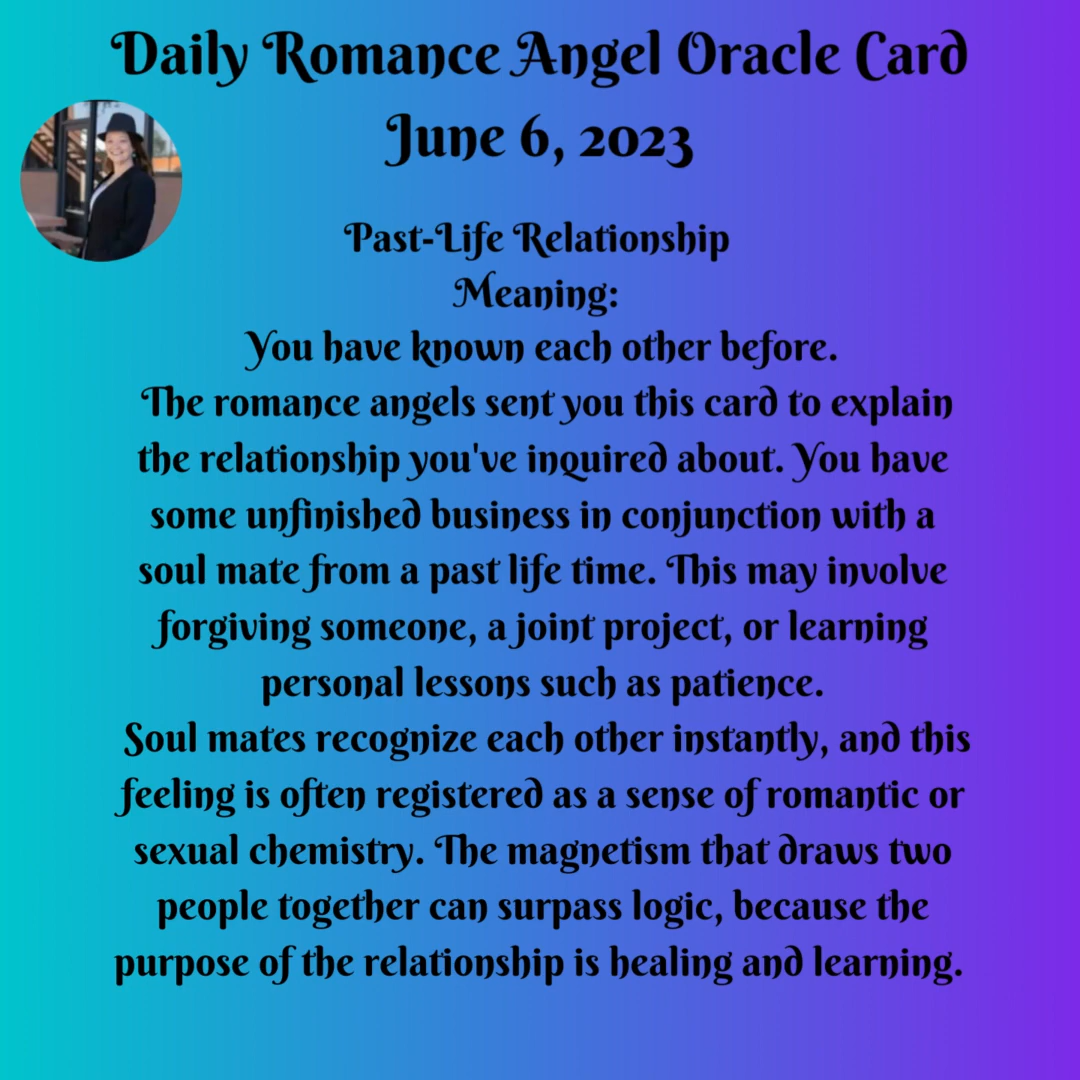 Daily Romance Angel Oracle Card
June 6, 2023
Past-Life Relationship
Meaning:
You have known each other before.
The romance angels sent you this card to explain
the relationship you've inquired about. You have
some unfinished business in conjunction with a
soul mate from a past life time. This may involve
forgiving someone, a joint project, or learning
personal lessons such as patience.
Soul mates recognize each other instantly, and this
feeling is often registered as a sense of romantic or
sexual chemistry. The magnetism that draws two
people together can surpass logic, because the
purpose of the relationship is healing and learning.